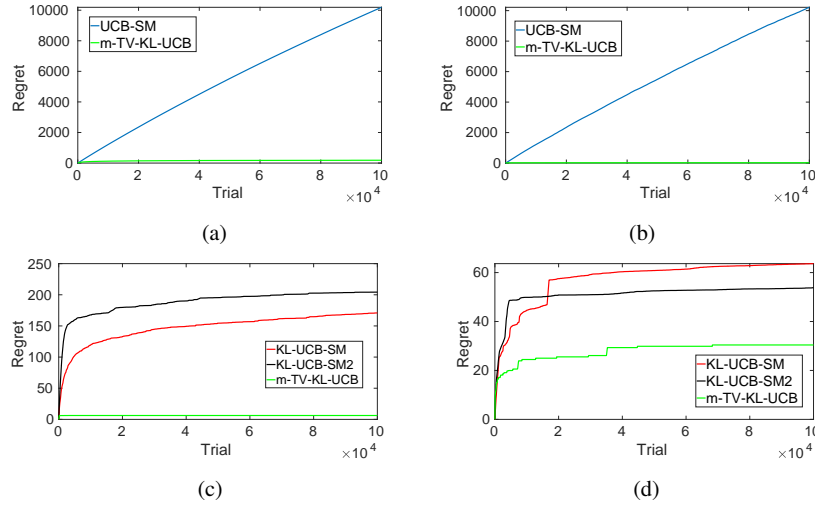 10000
8000
6000
4000
2000
0
Regret
UCB-SM
m-TV-KL-UCB
0 2 4 6 8 10
Trial
×10^4
(a)
10000
8000
6000
4000
2000
0
Regret
UCB-SM
m-TV-KL-UCB
0 2 4 6 8 10
Trial
×10^4
(b)
250
200
150
100
50
0
Regret
KL-UCB-SM
KL-UCB-SM2
m-TV-KL-UCB
0 2 4 6 8 10
Trial
×10^4
(c)
60
40
20
0
Regret
KL-UCB-SM
KL-UCB-SM2
m-TV-KL-UCB
0 2 4 6 8 10
Trial
×10^4
(d)